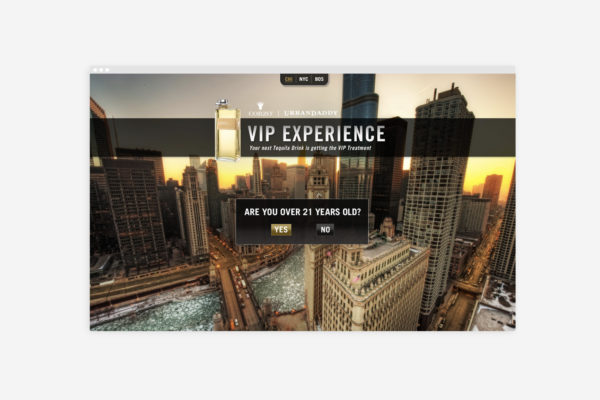 CHI NYC BOS
CORZO | URBANDADDY
VIP EXPERIENCE
Your next Tequila Drink is getting the VIP Treatment
ARE YOU OVER 21 YEARS OLD?
YES NO